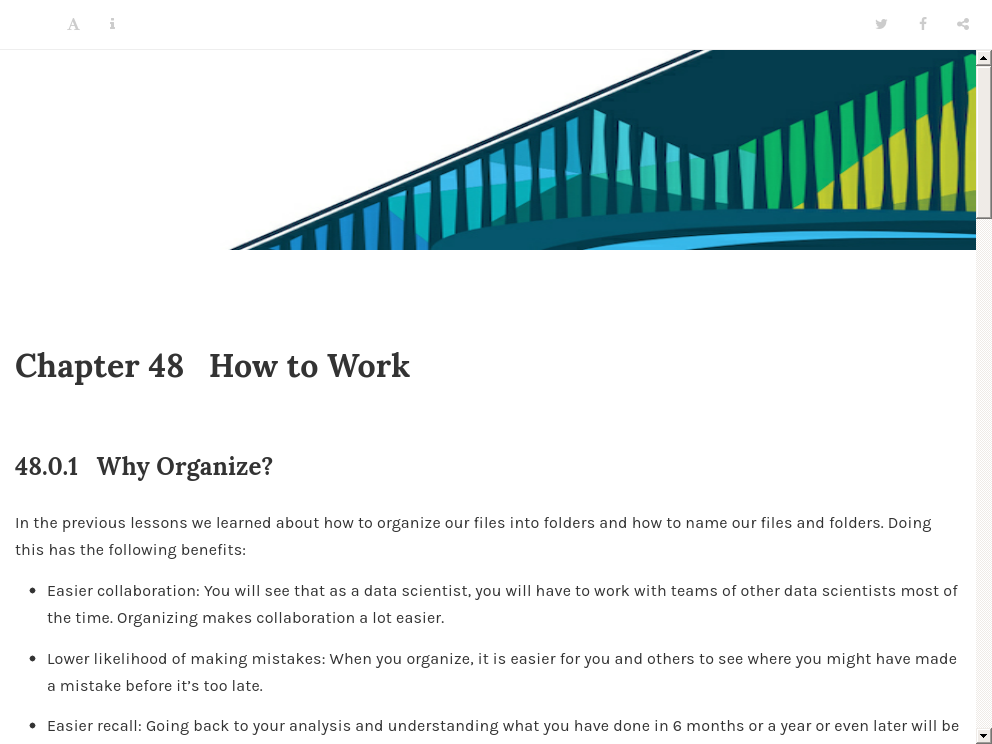 Chapter 48 How to Work
48.0.1 Why Organize?
In the previous lessons we learned about how to organize our files into folders and how to name our files and folders. Doing
this has the following benefits:
• Easier collaboration: You will see that as a data scientist, you will have to work with teams of other data scientists most of
the time. Organizing makes collaboration a lot easier.
• Lower likelihood of making mistakes: When you organize, it is easier for you and others to see where you might have made
a mistake before it’s too late.
• Easier recall: Going back to your analysis and understanding what you have done in 6 months or a year or even later will be